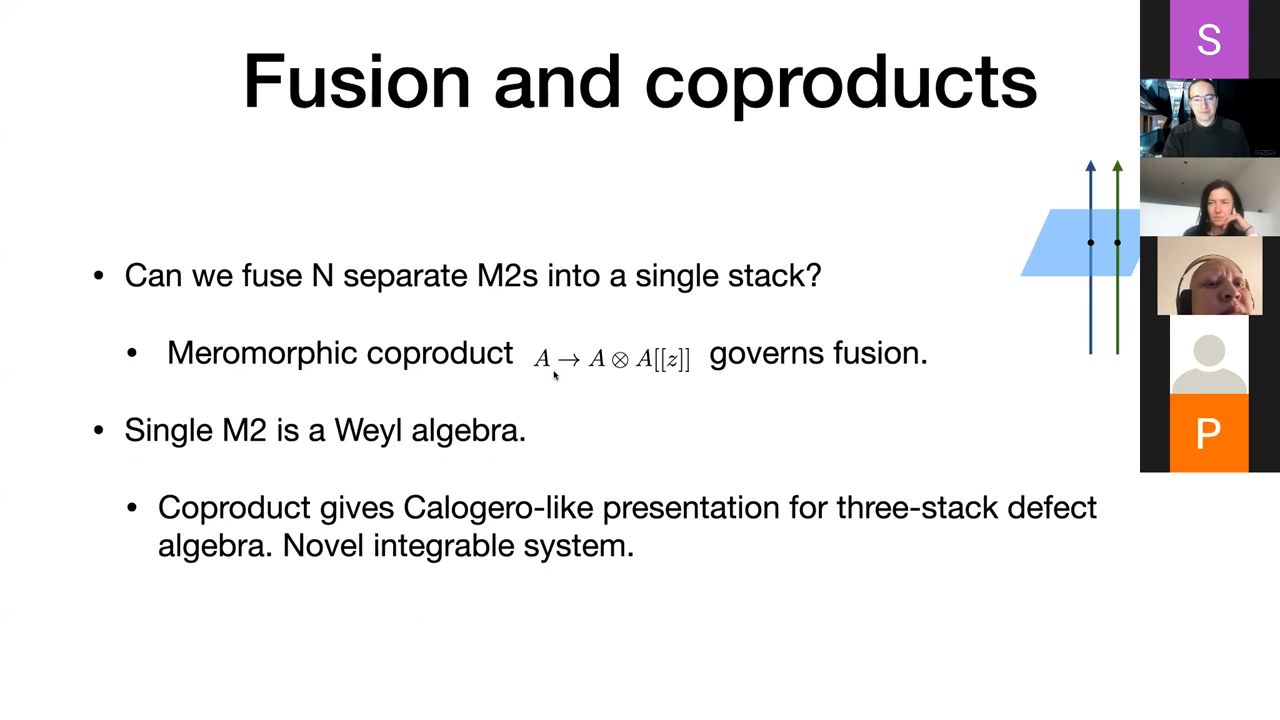 Fusion and coproducts
• Can we fuse N separate M2s into a single stack?
• Meromorphic coproduct A → A ⊗ A[[z]] governs fusion.
• Single M2 is a Weyl algebra.
• Coproduct gives Calogero-like presentation for three-stack defect
algebra. Novel integrable system.
S
P